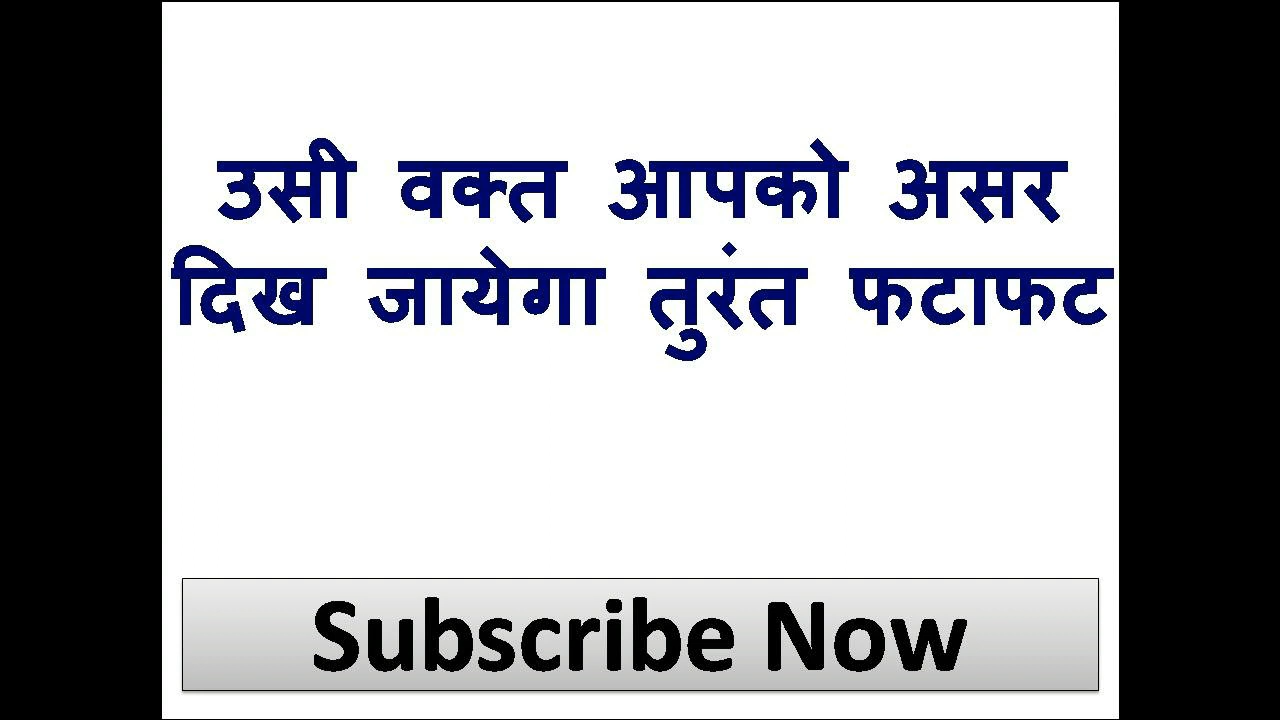 उसी वक्त आपको असर
दिख जायेगा तुरंत फटाफट
Subscribe Now